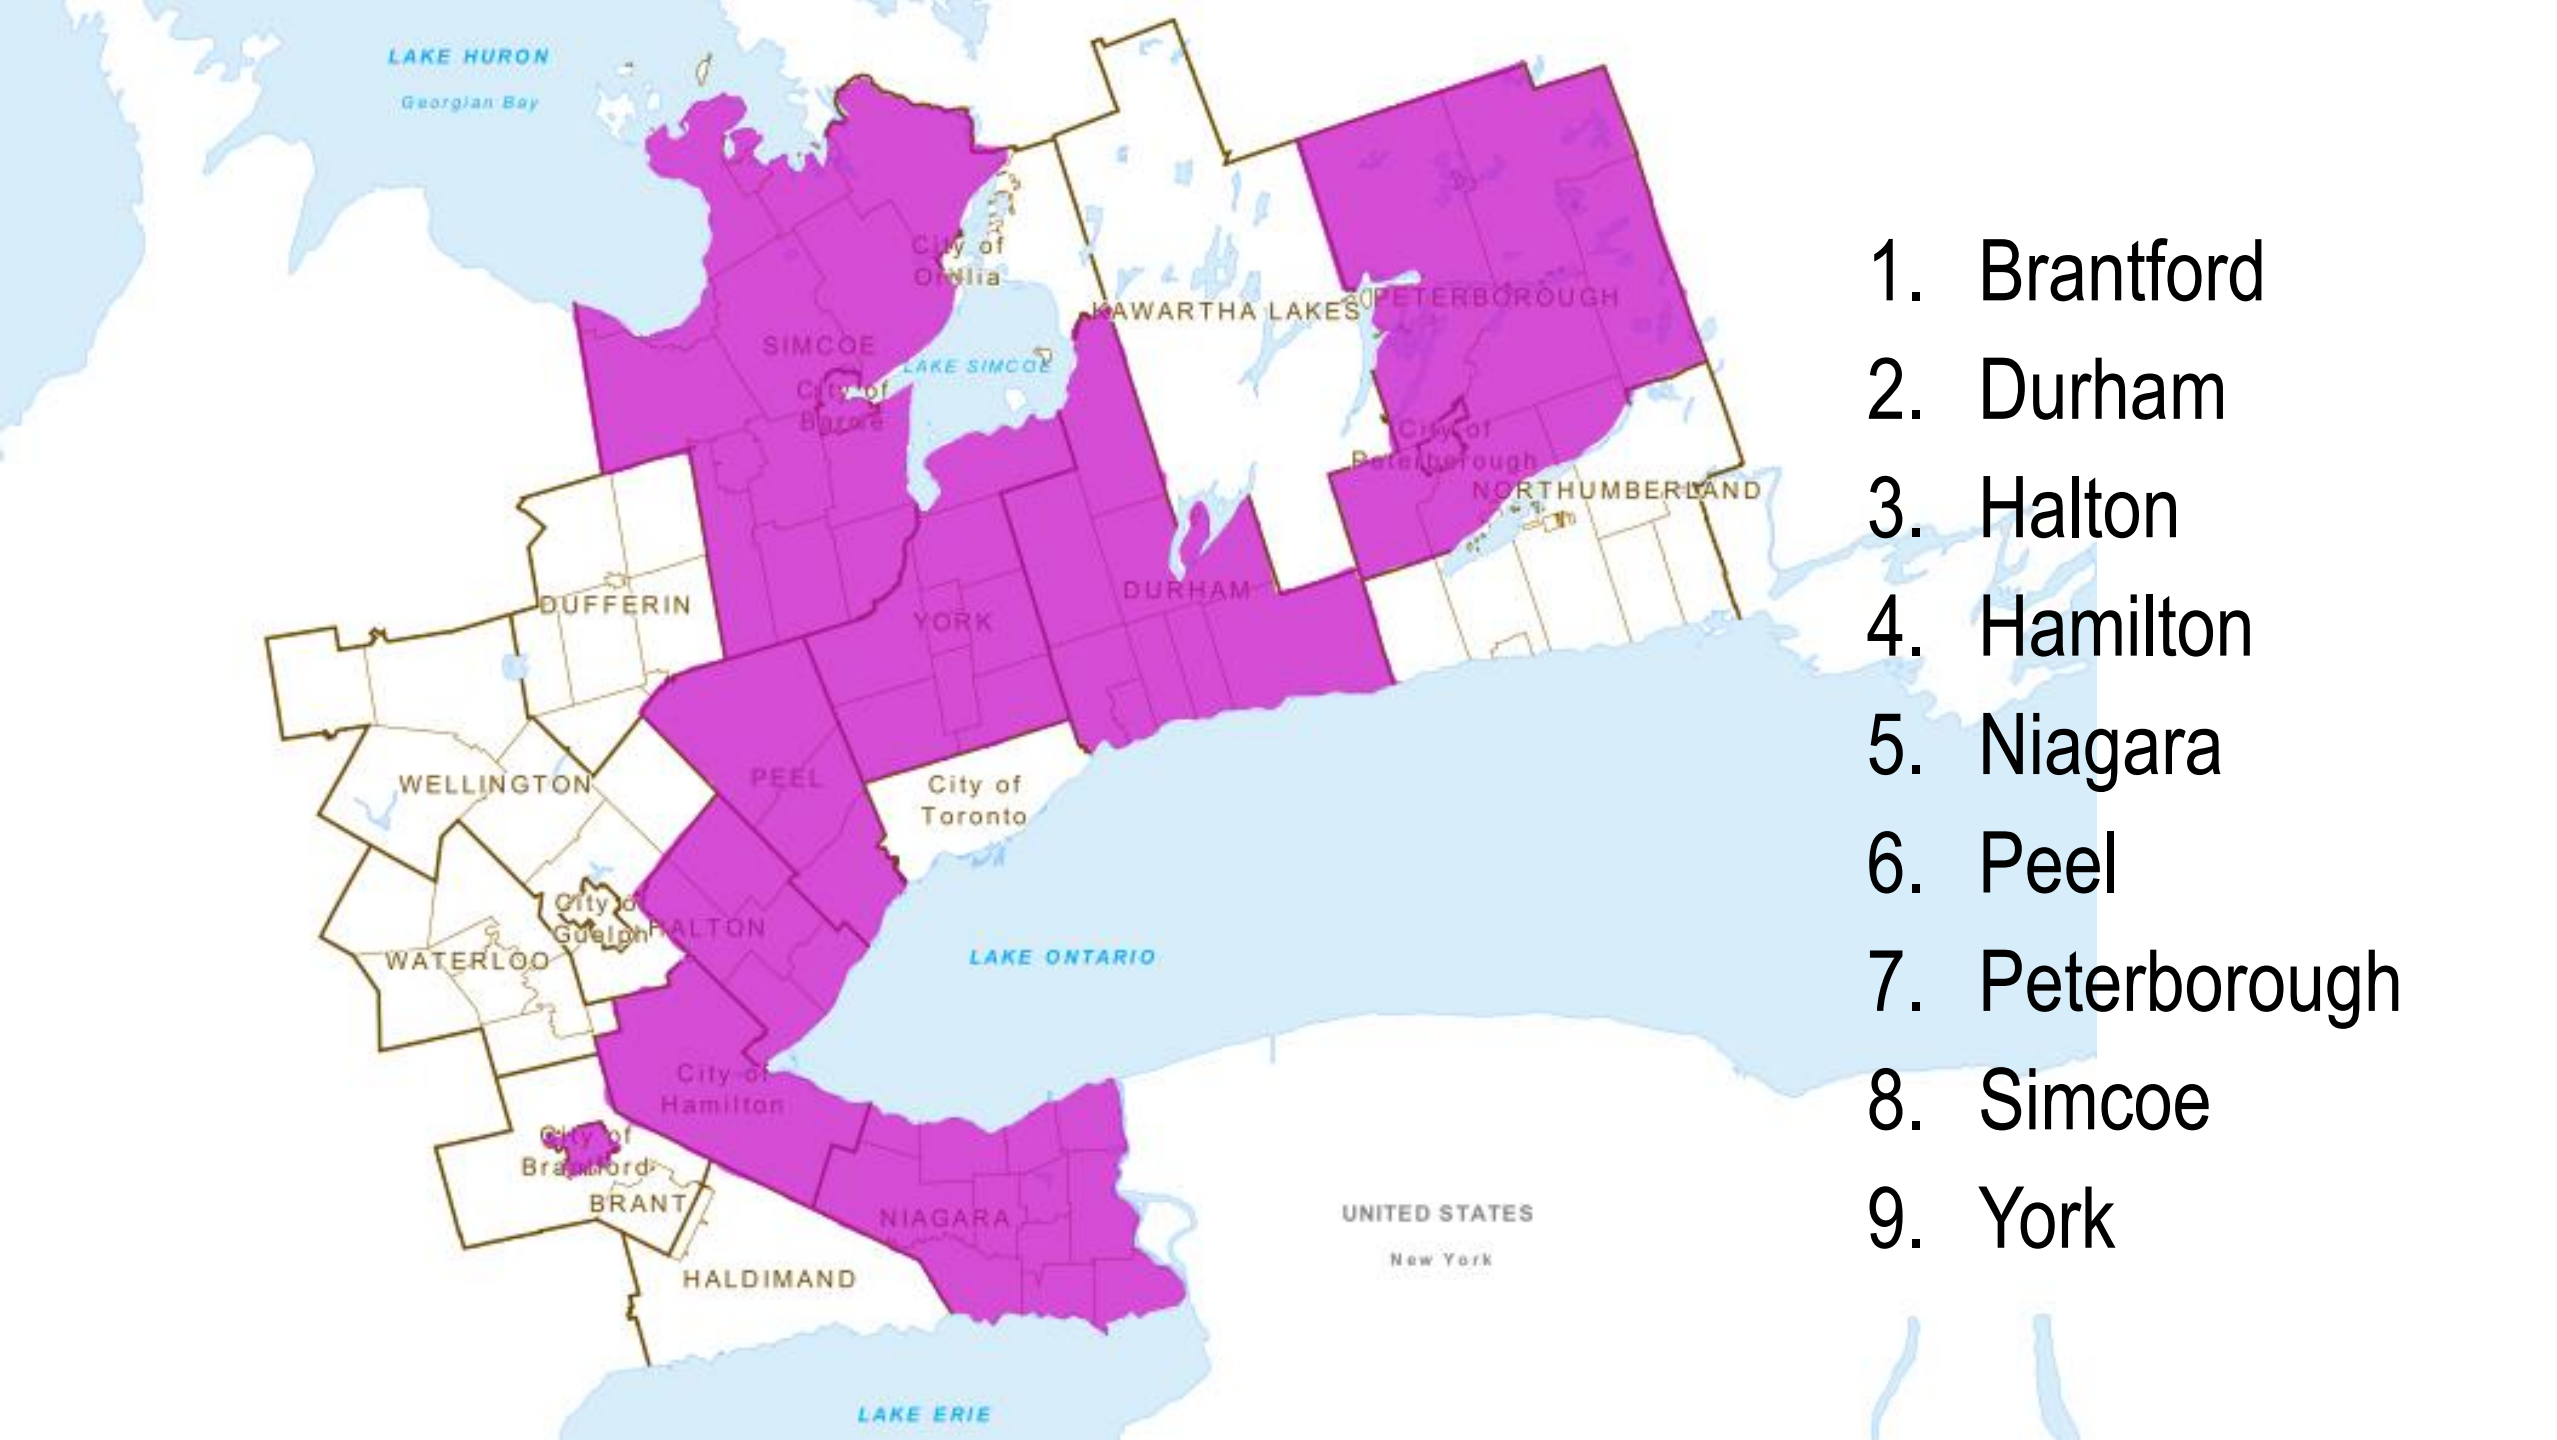 LAKE HURON
Georgian Bay
City of
Orillia
KAWARTHA LAKES
PETERBOROUGH
SIMCOE
LAKE SIMCOE
City of
Barrie
City of
Peterborough
NORTHUMBERLAND
DUFFERIN
YORK
DURHAM
WELLINGTON
PEEL
City of
Toronto
City of
Guelph
HALTON
WATERLOO
LAKE ONTARIO
City of
Hamilton
City of
Brantford
BRANT
NIAGARA
HALDIMAND
UNITED STATES
New York
LAKE ERIE
1. Brantford
2. Durham
3. Halton
4. Hamilton
5. Niagara
6. Peel
7. Peterborough
8. Simcoe
9. York